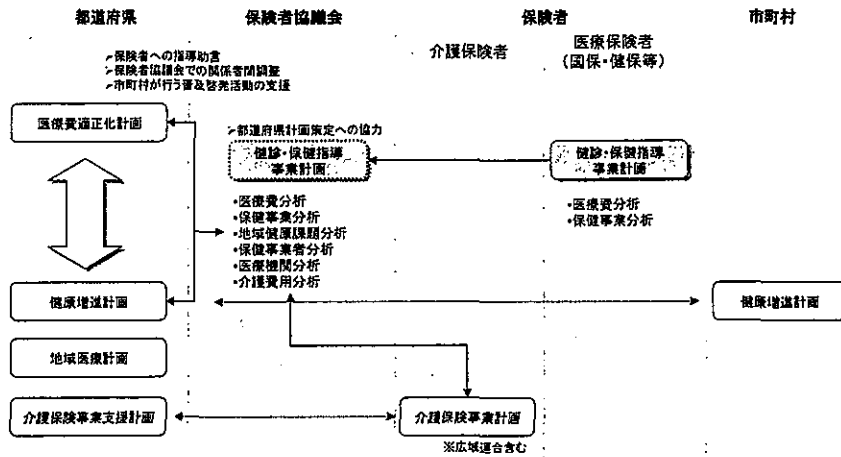 都道府県
保険者協議会
保険者
市町村
介護保険者
医療保険者
(国保・健保等)
➢保険者への指導助言
➢保険者協議会での関係者間調整
➢市町村が行う普及啓発活動の支援
医療費適正化計画
➢都道府県計画策定への協力
健診・保健指導
事業計画
健診・保健指導
事業計画
・医療費分析
・保健事業分析
・地域健康課題分析
・保健事業者分析
・医療機関分析
・介護費用分析
・医療費分析
・保健事業分析
健康増進計画
健康増進計画
地域医療計画
介護保険事業支援計画
介護保険事業計画
※広域連合含む